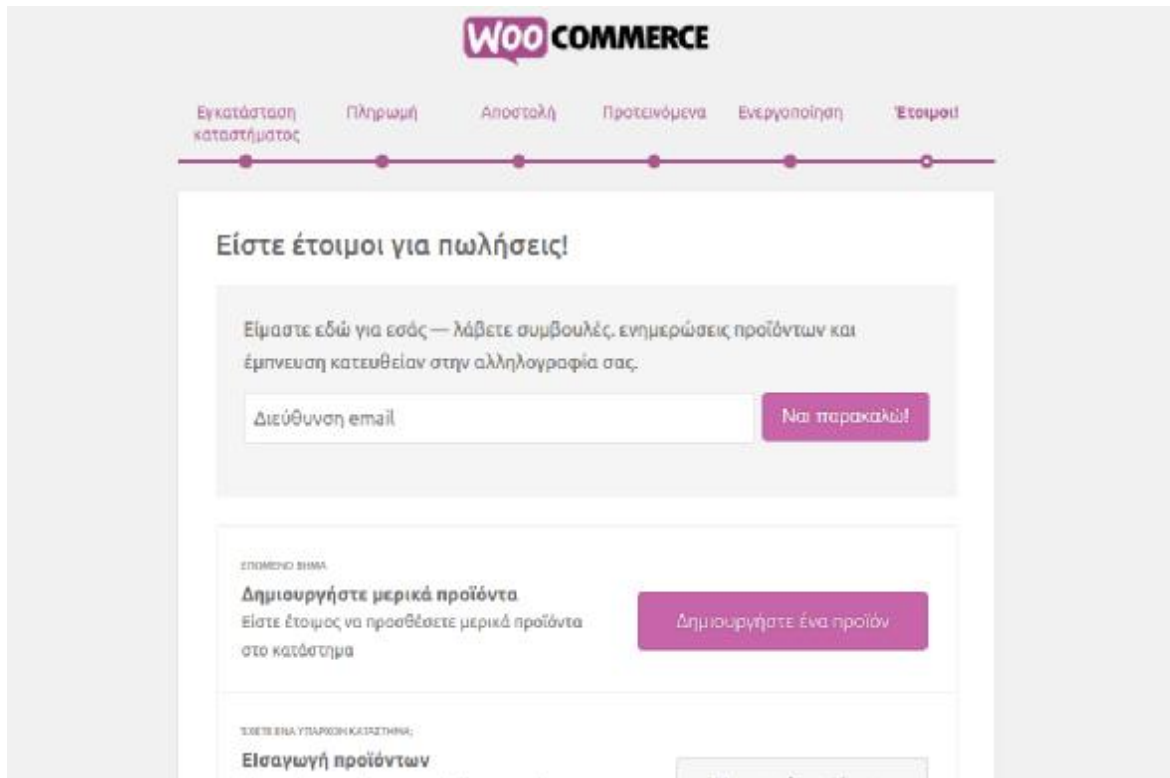 WOO COMMERCE
Εγκατάσταση καταστήματος
Πληρωμή
Αποστολή
Προτεινόμενα
Ενεργοποίηση
Έτοιμοι!
Είστε έτοιμοι για πωλήσεις!
Είμαστε εδώ για εσάς — λάβετε συμβουλές, ενημερώσεις προϊόντων και
έμπνευση κατευθείαν στην αλληλογραφία σας.
Διεύθυνση email
Ναι παρακαλώ!
ΕΠΟΜΕΝΟ ΒΗΜΑ
Δημιουργήστε μερικά προϊόντα
Είστε έτοιμος να προσθέσετε μερικά προϊόντα
στο κατάστημα
Δημιουργήστε ένα προϊόν
ΈΧΕΤΕ ΕΝΑ ΥΠΑΡΧΟΝ ΚΑΤΑΣΤΗΜΑ;
ΕΙσαγωγή προϊόντων